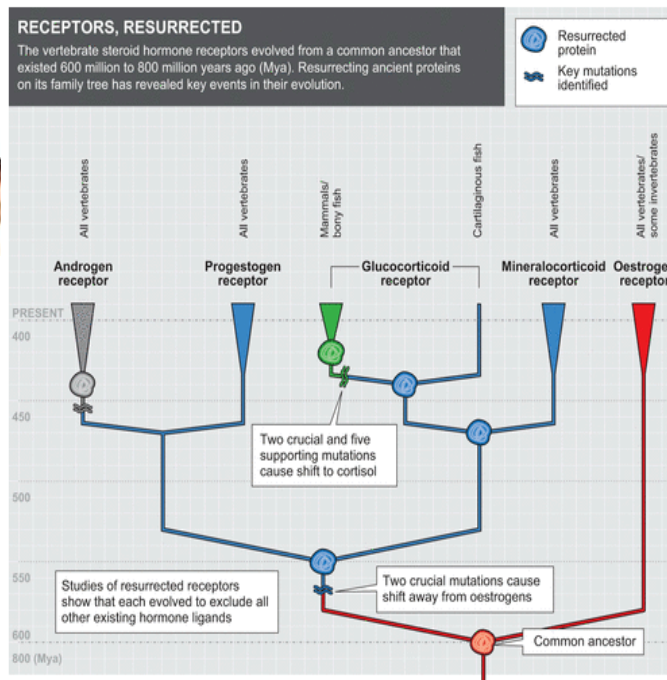 RECEPTORS, RESURRECTED
The vertebrate steroid hormone receptors evolved from a common ancestor that
existed 600 million to 800 million years ago (Mya). Resurrecting ancient proteins
on its family tree has revealed key events in their evolution.
Resurrected
protein
Key mutations
identified
All vertebrates
All vertebrates
Mammals/
bony fish
Cartilaginous fish
All vertebrates
All vertebrates/
some invertebrates
Androgen
receptor
Progestogen
receptor
Glucocorticoid
receptor
Mineralocorticoid
receptor
Oestroge
recepto
PRESENT
400
450
Two crucial and five
supporting mutations
cause shift to cortisol
500
550
Studies of resurrected receptors
show that each evolved to exclude all
other existing hormone ligands
Two crucial mutations cause
shift away from oestrogens
600
Common ancestor
800 (Mya)